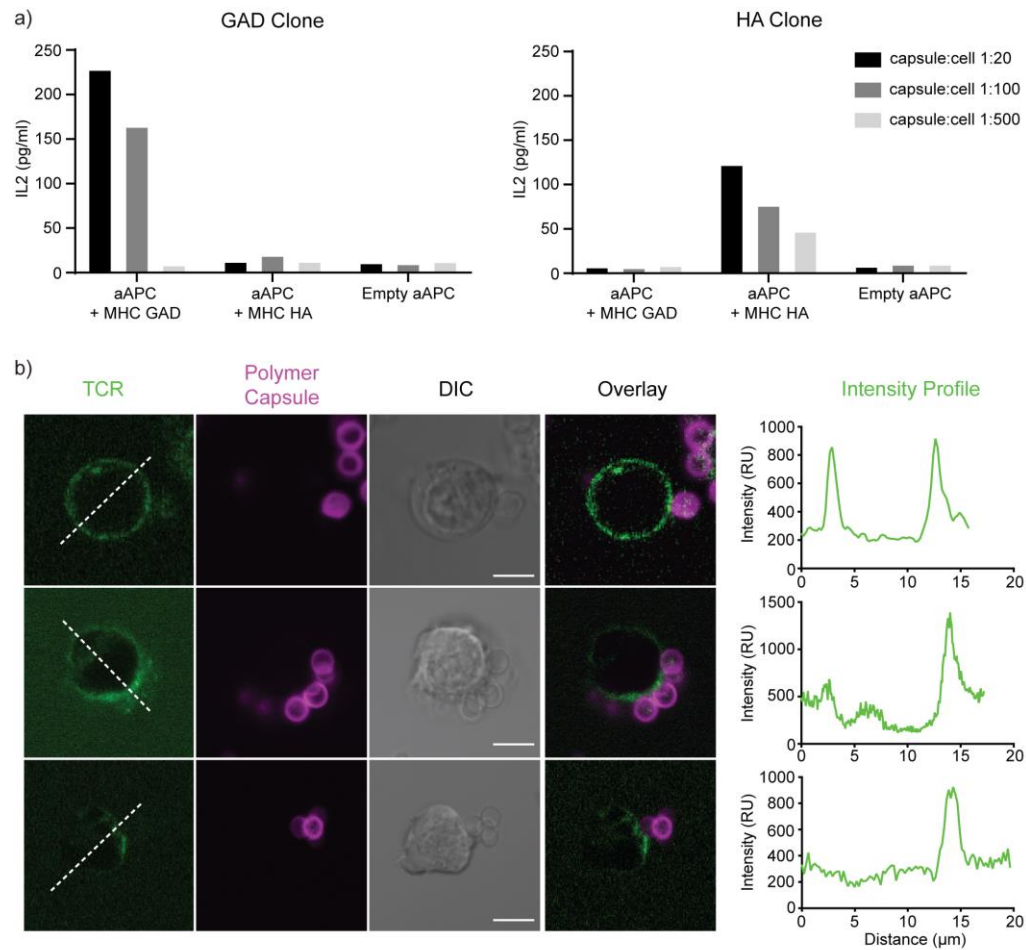 a)
GAD Clone
250
200
150
100
50
0
IL2 (pg/ml)
aAPC
+ MHC GAD
aAPC
+ MHC HA
Empty aAPC
HA Clone
250
200
150
100
50
0
IL2 (pg/ml)
aAPC
+ MHC GAD
aAPC
+ MHC HA
Empty aAPC
capsule:cell 1:20
capsule:cell 1:100
capsule:cell 1:500
b)
TCR
Polymer
Capsule
DIC
Overlay
Intensity Profile
1000
800
600
400
200
0
Intensity (RU)
0 5 10 15 20
1500
1000
500
0
Intensity (RU)
0 5 10 15 20
1000
800
600
400
200
0
Intensity (RU)
0 5 10 15 20
Distance (µm)